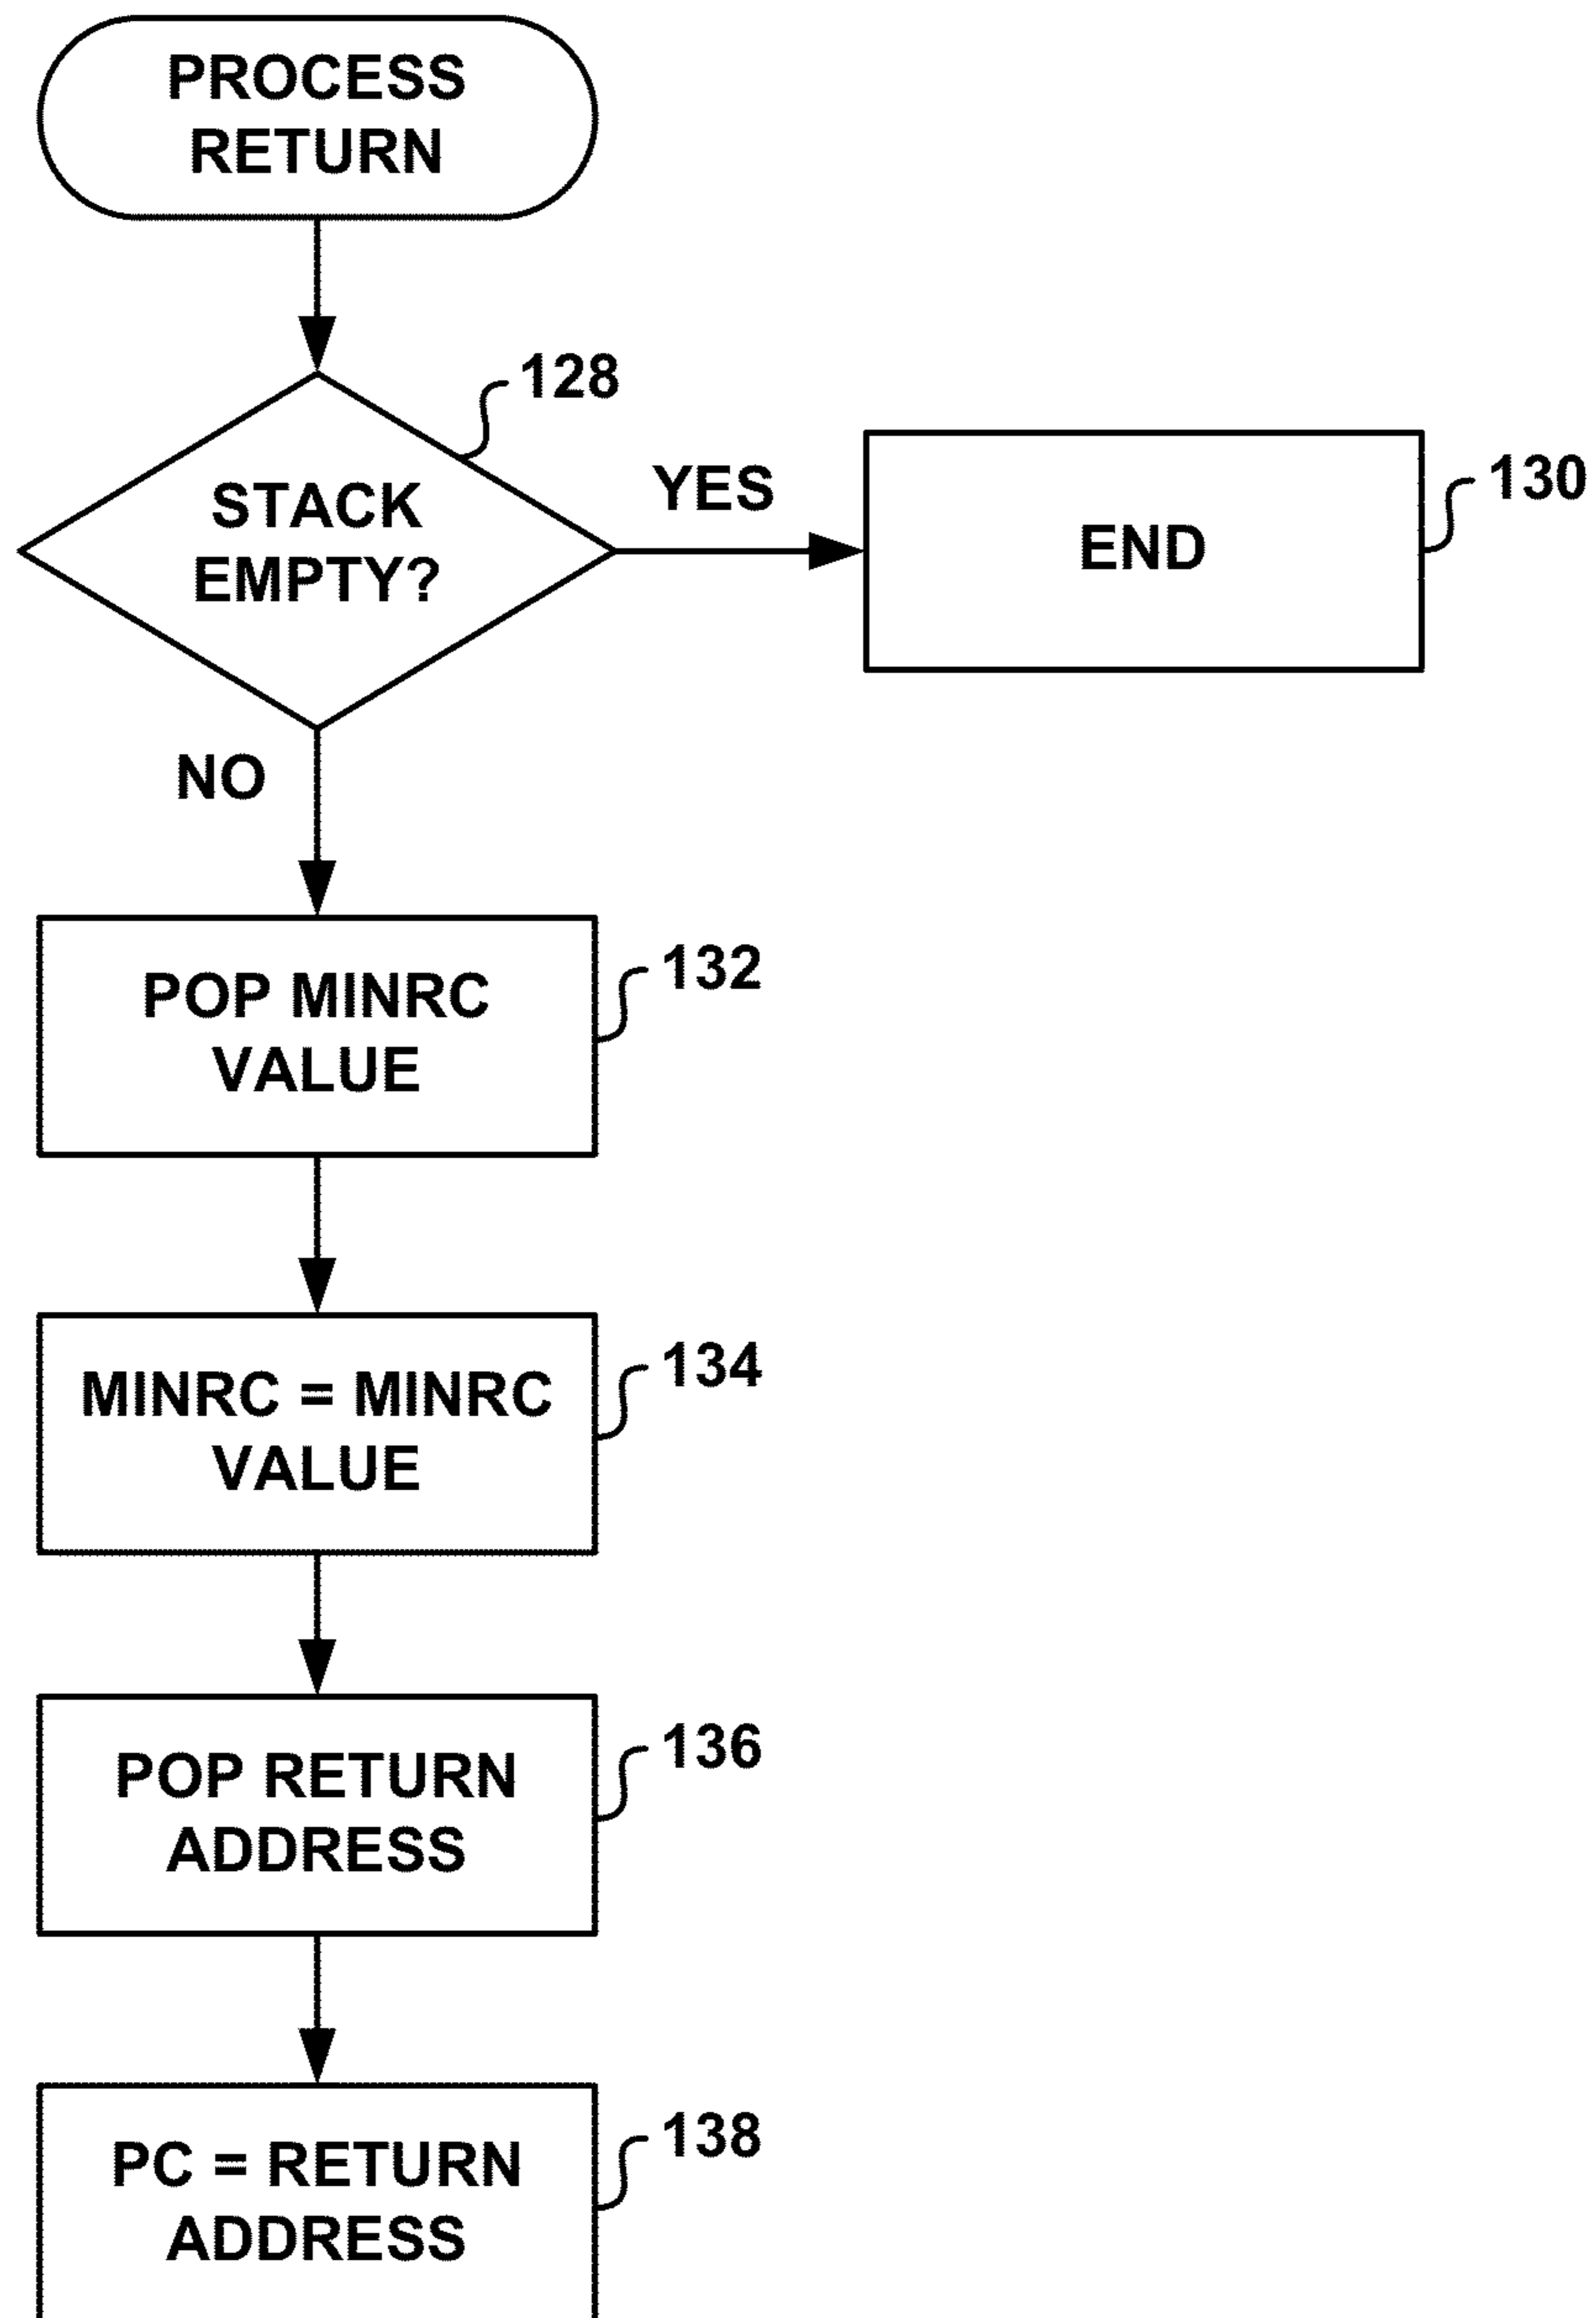 PROCESS
RETURN
128
STACK
EMPTY?
YES
END
130
NO
POP MINRC
VALUE
132
MINRC = MINRC
VALUE
134
POP RETURN
ADDRESS
136
PC = RETURN
ADDRESS
138